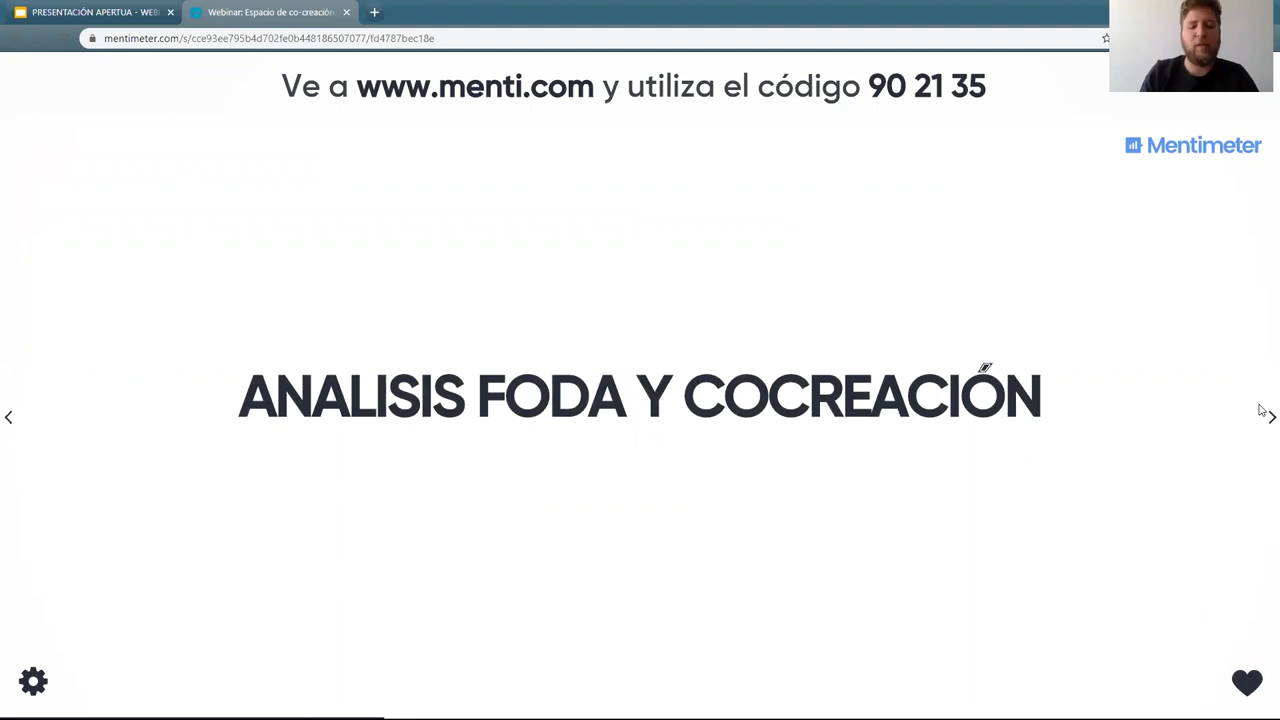 PRESENTACIÓN APERTUA - WEB
Webinar: Espacio de co-creación
mentimeter.com/s/cce93ee795b4d702fe0b448186507077/fd4787bec18e
Ve a www.menti.com y utiliza el código 90 21 35
Mentimeter
ANALISIS FODA Y COCREACIÓN